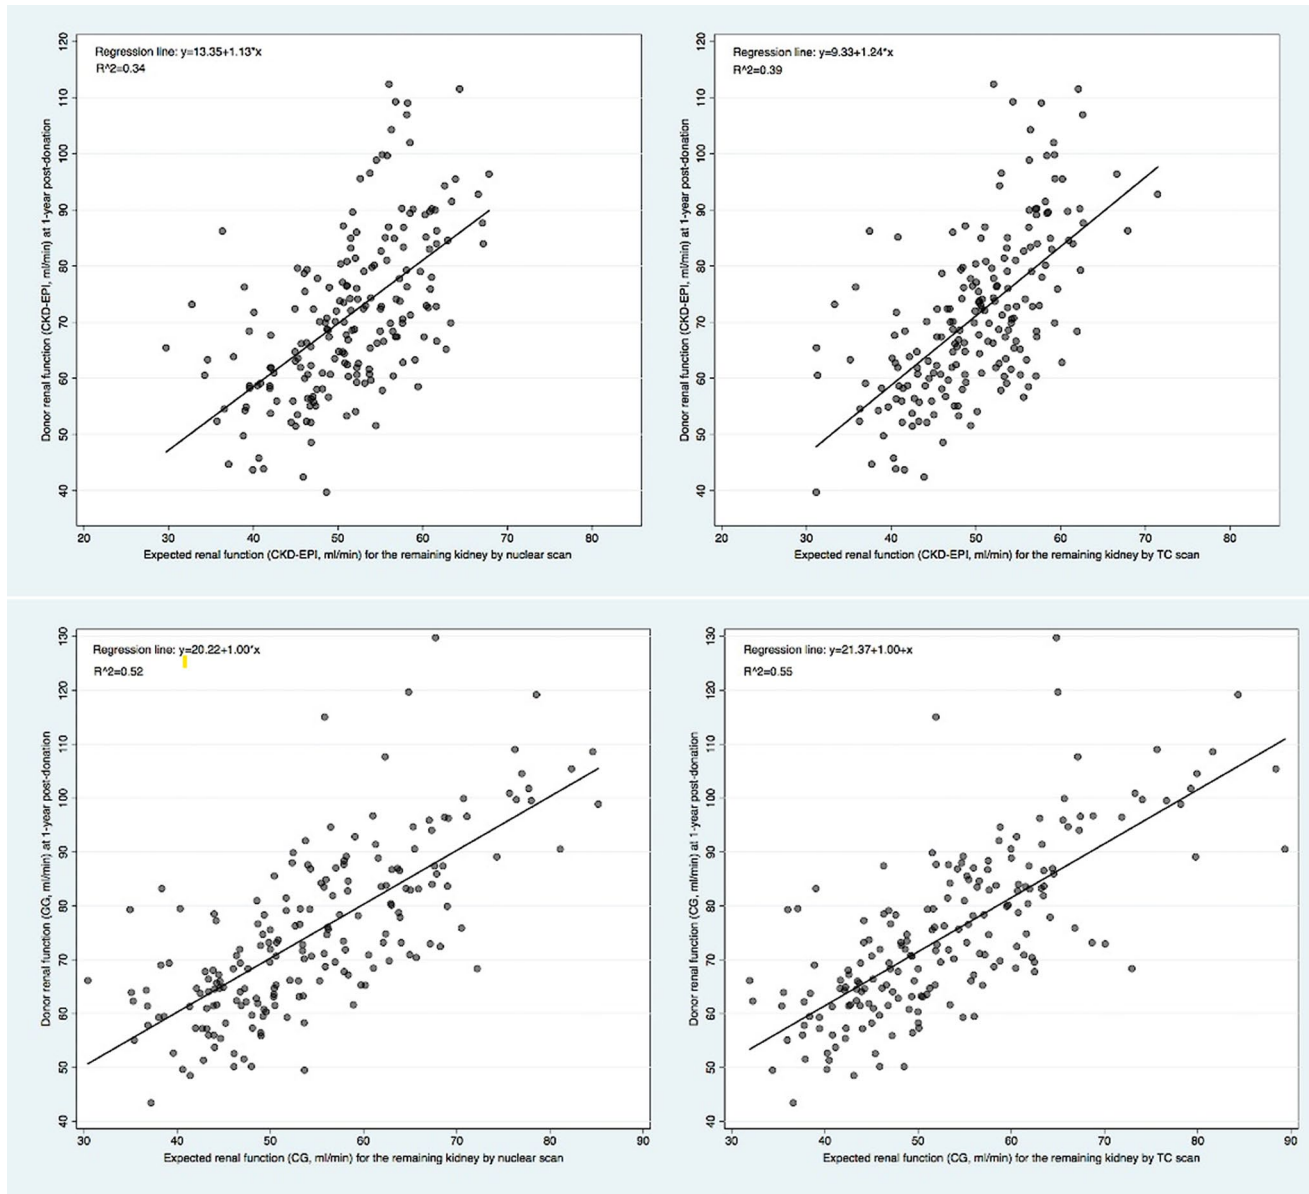 Regression line: y=13.35+1.13*x
R^2=0.34
120
110
100
90
80
70
60
50
40
Donor renal function (CKD-EPI, ml/min) at 1-year post-donation
20 30 40 50 60 70 80
Expected renal function (CKD-EPI, ml/min) for the remaining kidney by nuclear scan
Regression line: y=9.33+1.24*x
R^2=0.39
120
110
100
90
80
70
60
50
40
Donor renal function (CKD-EPI, ml/min) at 1-year post-donation
20 30 40 50 60 70 80
Expected renal function (CKD-EPI, ml/min) for the remaining kidney by TC scan
Regression line: y=20.22+1.00*x
R^2=0.52
130
120
110
100
90
80
70
60
50
40
Donor renal function (CG, ml/min) at 1-year post-donation
30 40 50 60 70 80 90
Expected renal function (CG, ml/min) for the remaining kidney by nuclear scan
Regression line: y=21.37+1.00+x
R^2=0.55
130
120
110
100
90
80
70
60
50
40
Donor renal function (CG, ml/min) at 1-year post-donation
30 40 50 60 70 80 90
Expected renal function (CG, ml/min) for the remaining kidney by TC scan